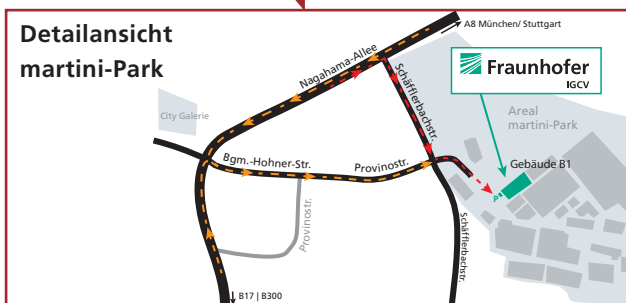 Detailansicht
martini-Park
A8 München/ Stuttgart
Nagahama-Allee
Schäfflerbachstr.
Fraunhofer
IGCV
City Galerie
Areal
martini-Park
Bgm.-Hohner-Str.
Provinostr.
Gebäude B1
Provinostr.
Schäfflerbachstr.
B17 | B300